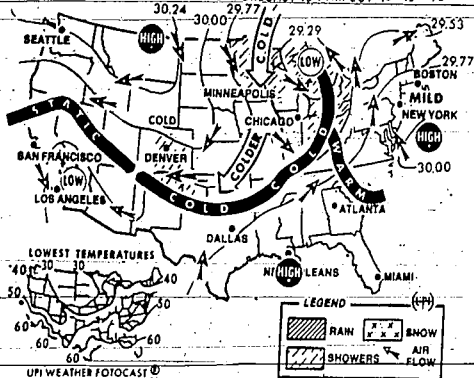 30.24
30.00
29.77
29.29
29.53
SEATTLE
HIGH
COLD
LOW
29.77
BOSTON
MINNEAPOLIS
MILD
NEW YORK
STATIC
COLD
CHICAGO
HIGH
DENVER
COLDER
30.00
SAN FRANCISCO
LOW
COLD
COLD
WARM
LOS ANGELES
ATLANTA
DALLAS
LOWEST TEMPERATURES
40 30 30 40
50 50
60 60
60 60
HIGH
LEANS
MIAMI
LEGEND
UPI
RAIN
SNOW
SHOWERS
AIR FLOW
UPI WEATHER FOTOCAST ®